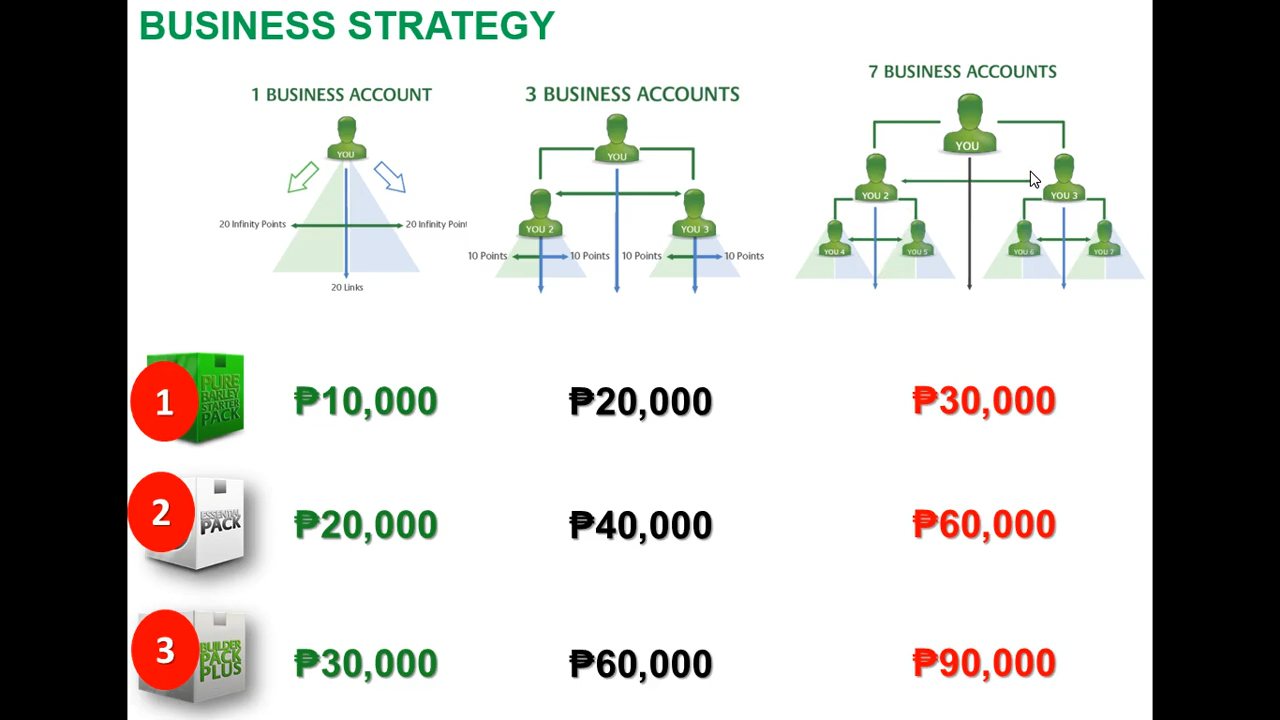 BUSINESS STRATEGY
1 BUSINESS ACCOUNT
YOU
20 Infinity Points
20 Infinity Point
20 Links
3 BUSINESS ACCOUNTS
YOU
YOU 2
YOU 3
10 Points
10 Points
10 Points
10 Points
7 BUSINESS ACCOUNTS
YOU
YOU 2
YOU 3
YOU 4
YOU 5
YOU 6
YOU 7
1
PURE
BARLEY
STARTER
PACK
₱10,000
₱20,000
₱30,000
2
ESSENTIAL
PACK
₱20,000
₱40,000
₱60,000
3
BUILDER
PACK
PLUS
₱30,000
₱60,000
₱90,000